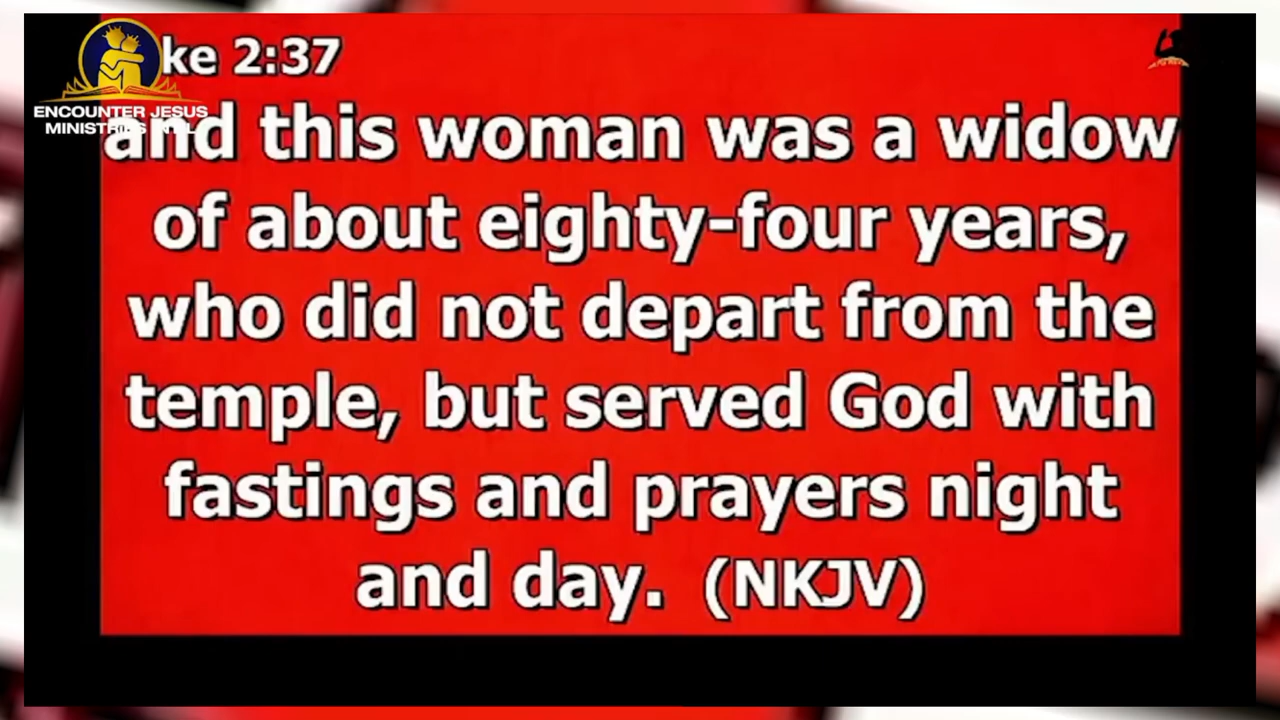 ke 2:37
ENCOUNTER JESUS
and this woman was a widow
of about eighty-four years,
who did not depart from the
temple, but served God with
fastings and prayers night
and day. (NKJV)